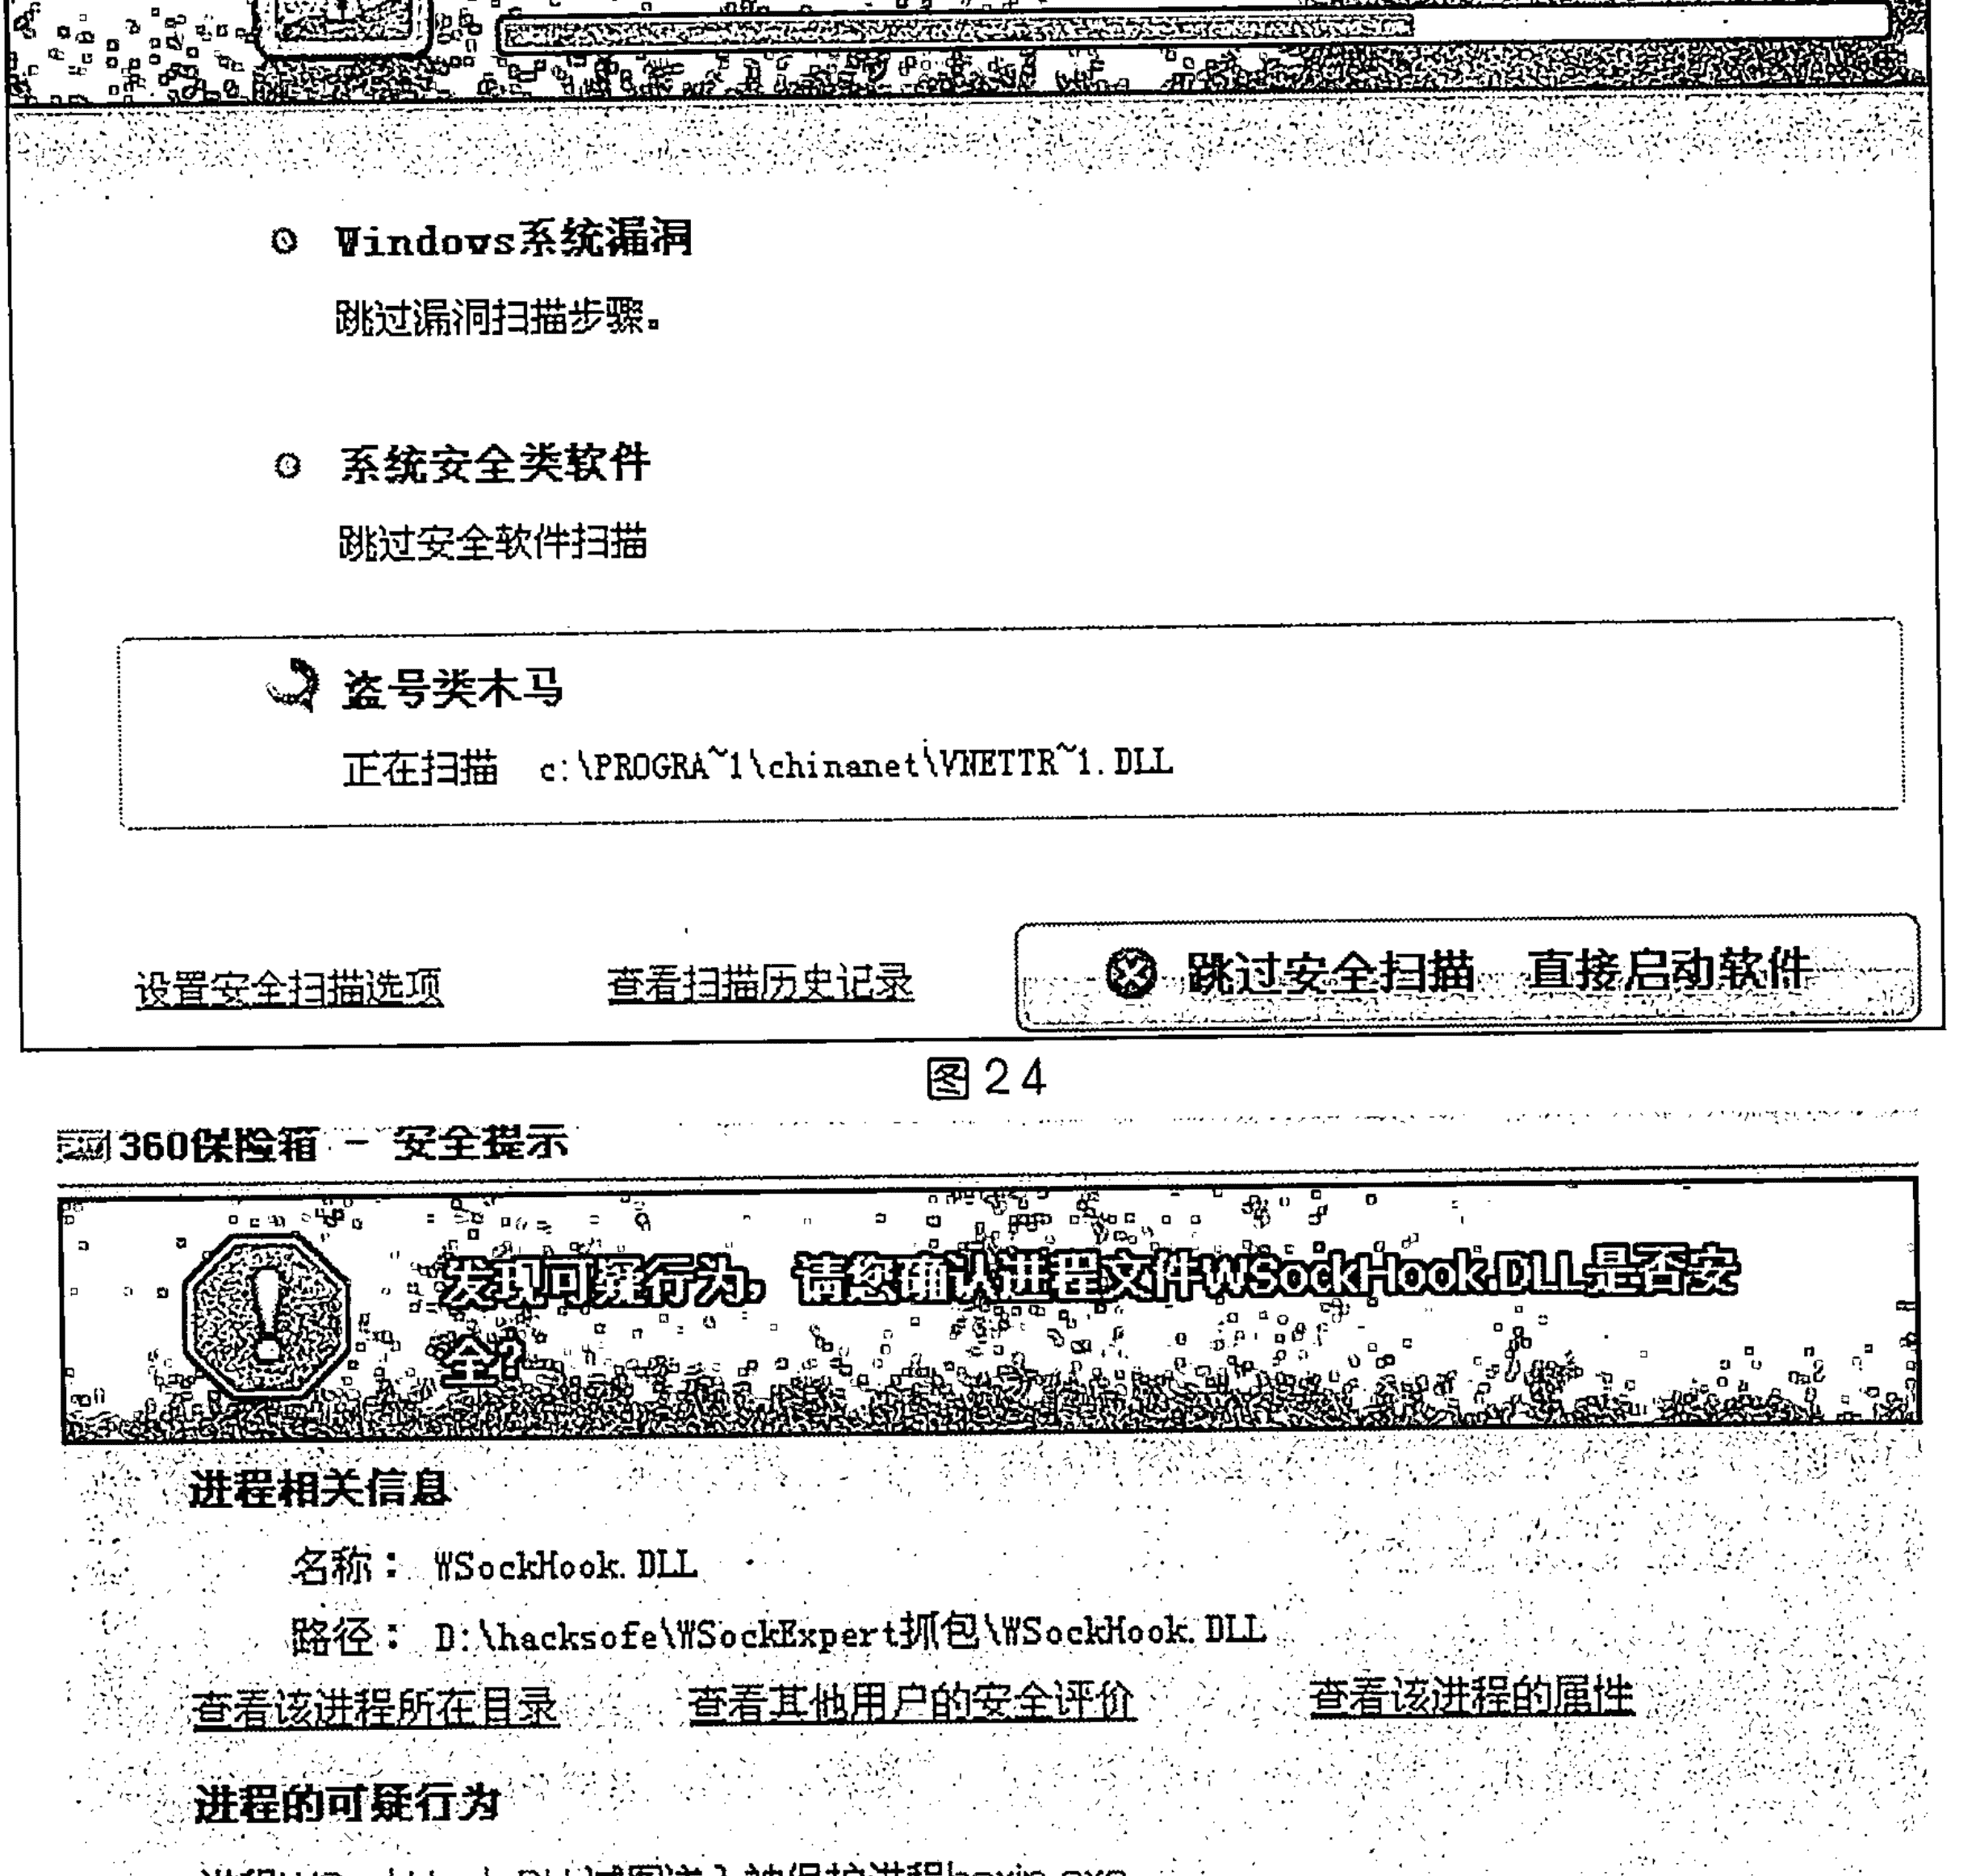 Windows系统漏洞
跳过漏洞扫描步骤。
系统安全类软件
跳过安全软件扫描
盗号类木马
正在扫描 c:\PROGRA~1\chinanet\VNETTR~1.DLL
设置安全扫描选项 查看扫描历史记录 跳过安全扫描 直接启动软件
图24
360保险箱 - 安全提示
发现可疑行为，请您确认进程文件WSockHook.DLL是否安
全？
进程相关信息
名称： WSockHook.DLL
路径： D:\hacksofe\WSockExpert抓包\WSockHook.DLL
查看该进程所在目录 查看其他用户的安全评价 查看该进程的属性
进程的可疑行为